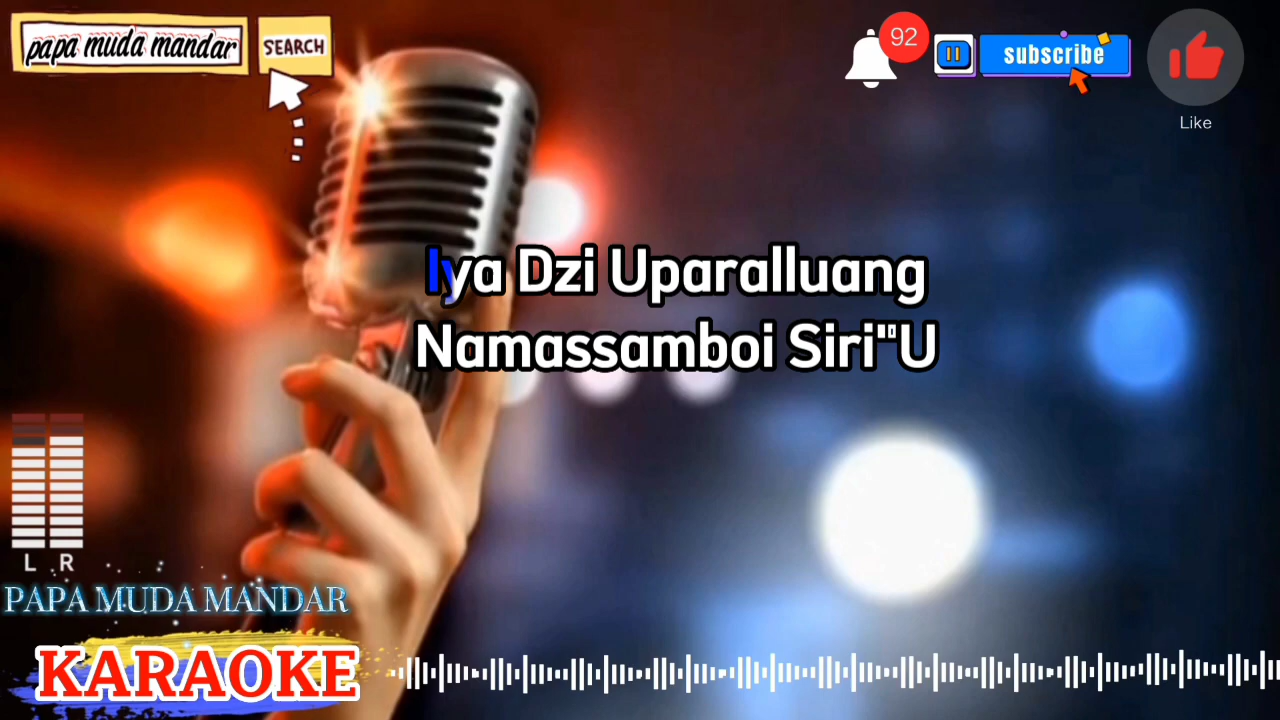 papa muda mandar
SEARCH
92
subscribe
Like
Iya Dzi Uparalluang
Namassamboi Siri"U
L R
PAPA MUDA MANDAR
KARAOKE